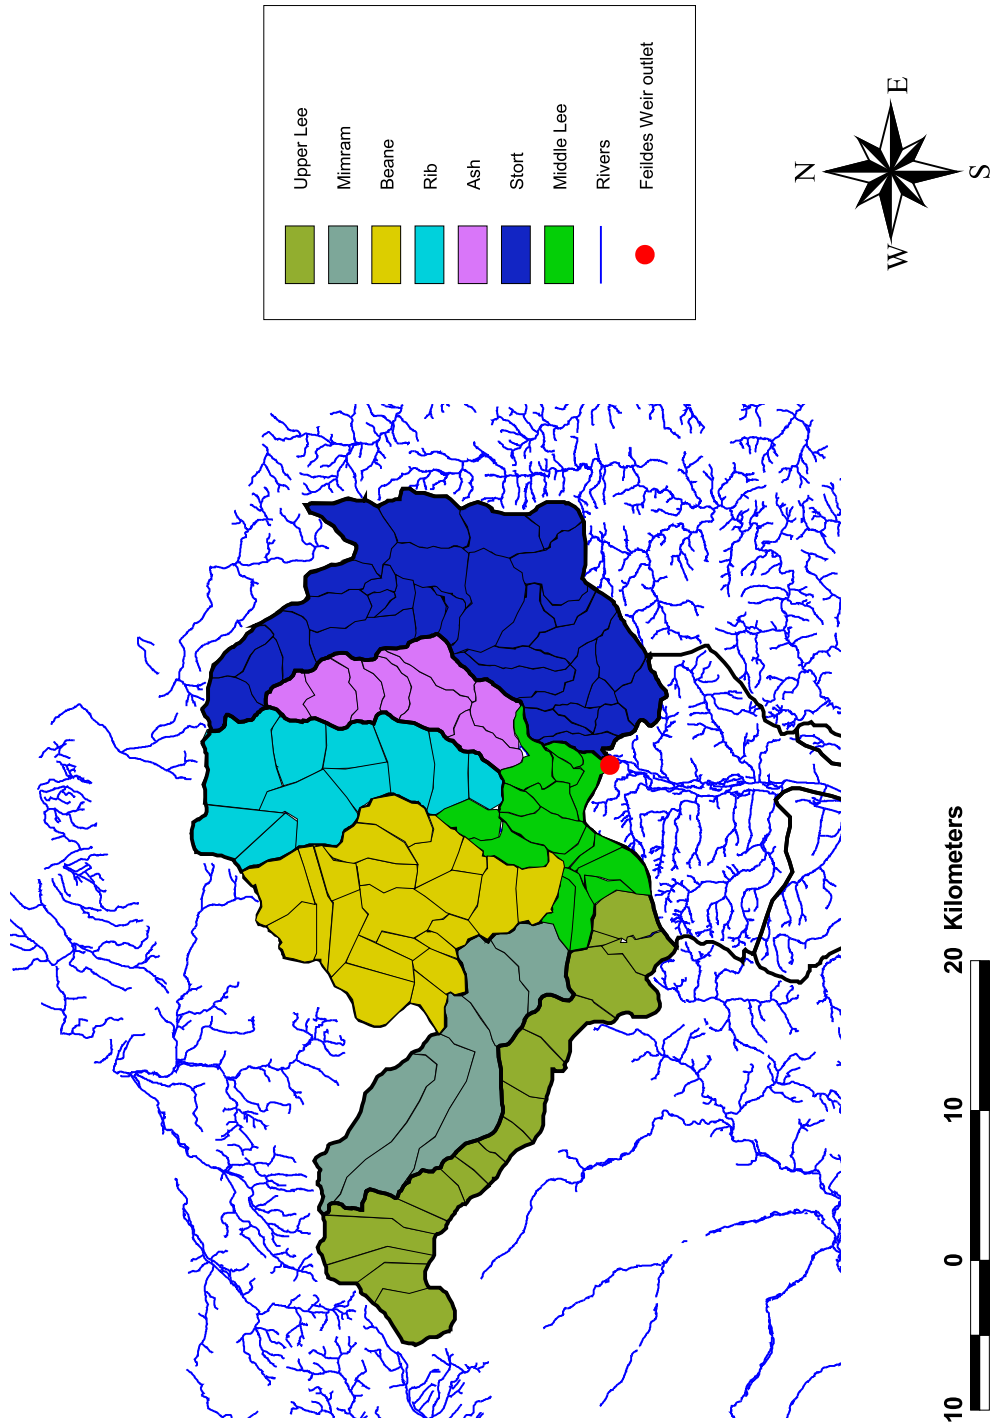 Upper Lee
Mimram
Beane
Rib
Ash
Stort
Middle Lee
Rivers
Feildes Weir outlet
N
E
S
W
10 0 10 20 Kilometers